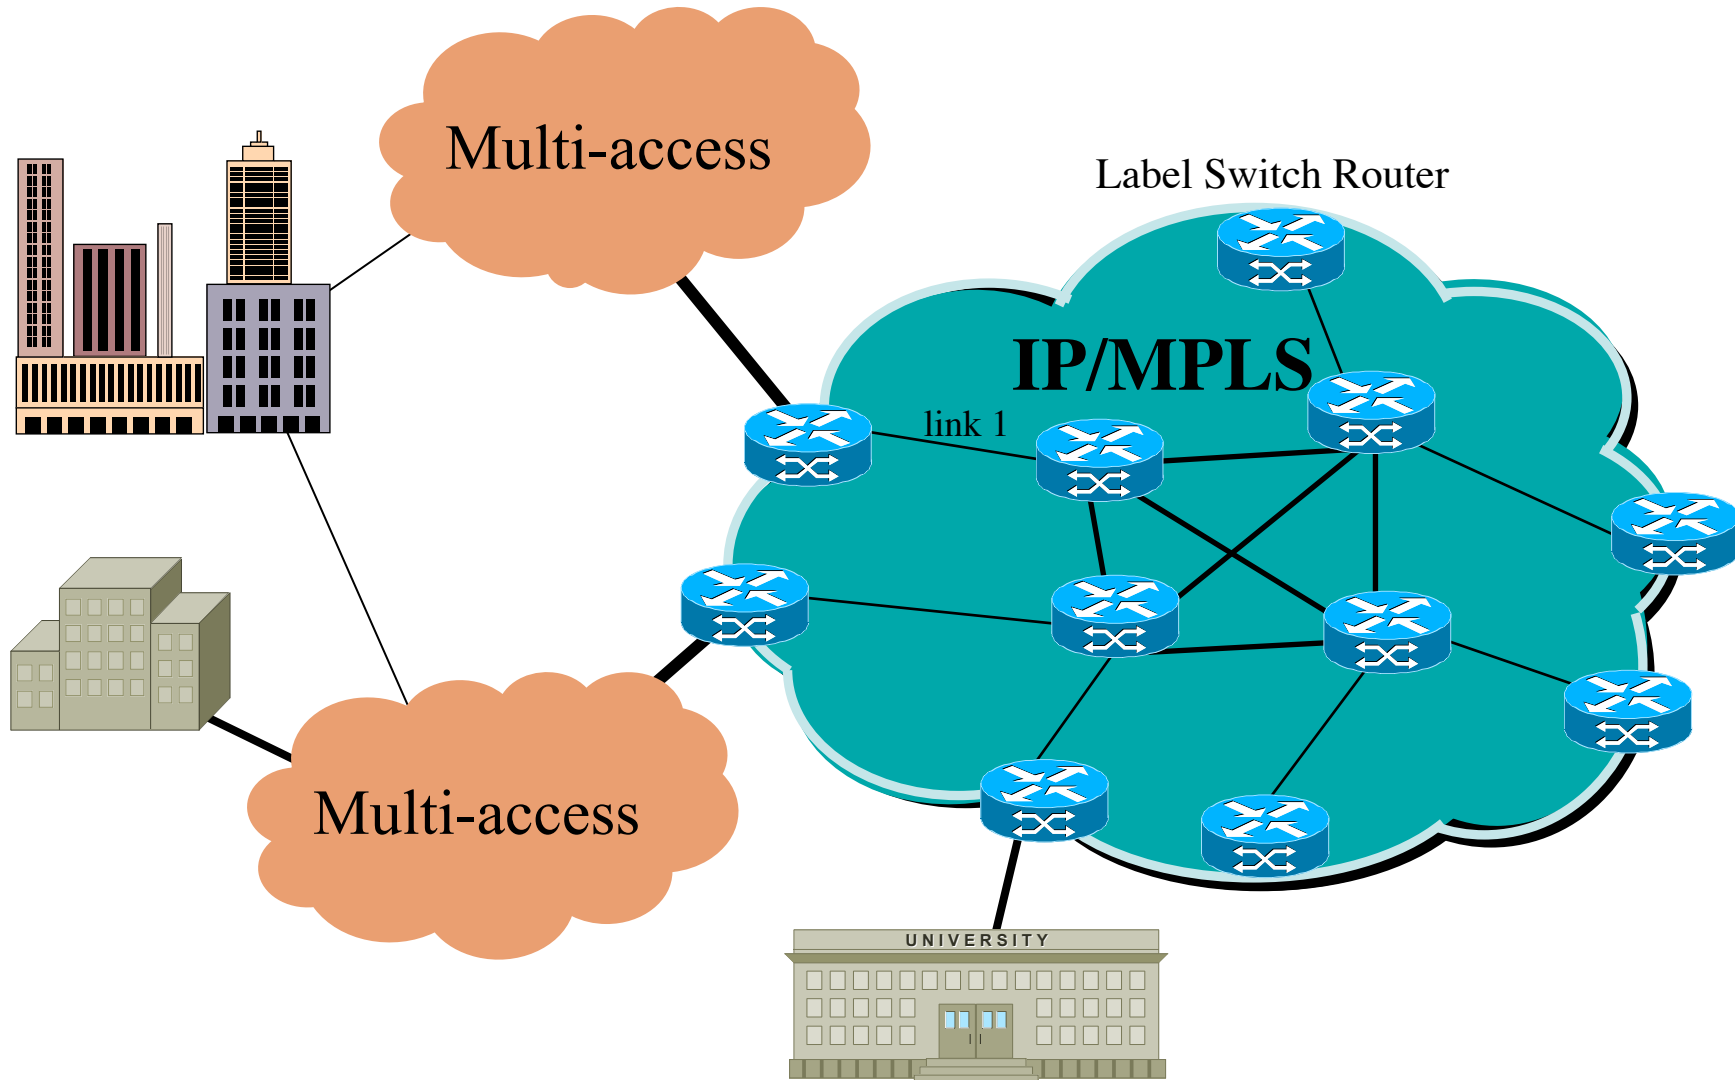 Multi-access
Label Switch Router
IP/MPLS
link 1
Multi-access
UNIVERSITY